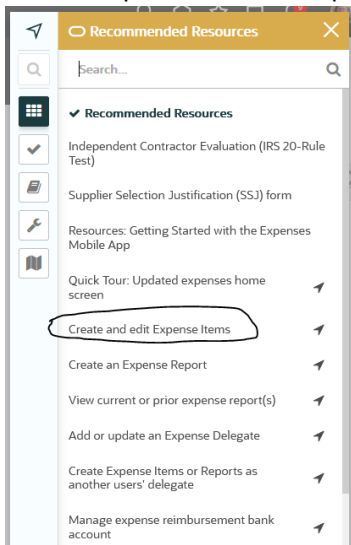 Recommended Resources
Search...
Recommended Resources
Independent Contractor Evaluation (IRS 20-Rule
Test)
Supplier Selection Justification (SSJ) form
Resources: Getting Started with the Expenses
Mobile App
Quick Tour: Updated expenses home
screen
Create and edit Expense Items
Create an Expense Report
View current or prior expense report(s)
Add or update an Expense Delegate
Create Expense Items or Reports as
another users' delegate
Manage expense reimbursement bank
account